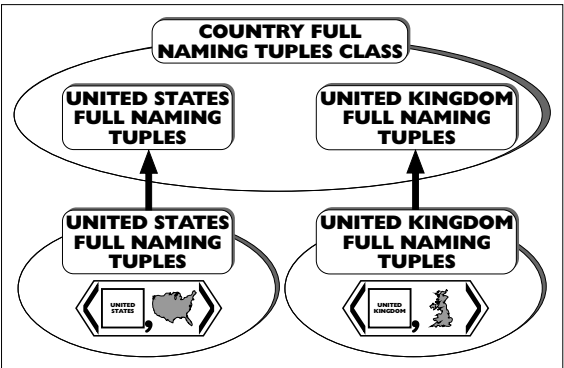 COUNTRY FULL
NAMING TUPLES CLASS
UNITED STATES
FULL NAMING
TUPLES
UNITED KINGDOM
FULL NAMING
TUPLES
UNITED STATES
FULL NAMING
TUPLES
UNITED KINGDOM
FULL NAMING
TUPLES
UNITED
STATES
,
UNITED
KINGDOM
,